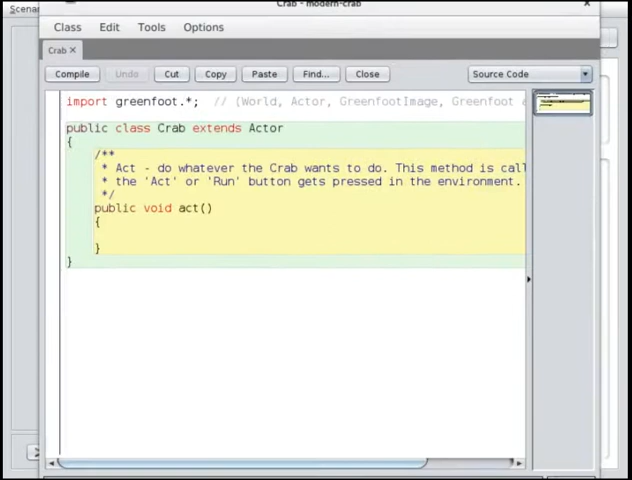 Crab - modern-crab
Scenar
Class Edit Tools Options
Crab ×
Compile Undo Cut Copy Paste Find... Close Source Code
import greenfoot.*; // (World, Actor, GreenfootImage, Greenfoot
public class Crab extends Actor
{
/**
* Act - do whatever the Crab wants to do. This method is call
* the 'Act' or 'Run' button gets pressed in the environment.
*/
public void act()
{
}
}